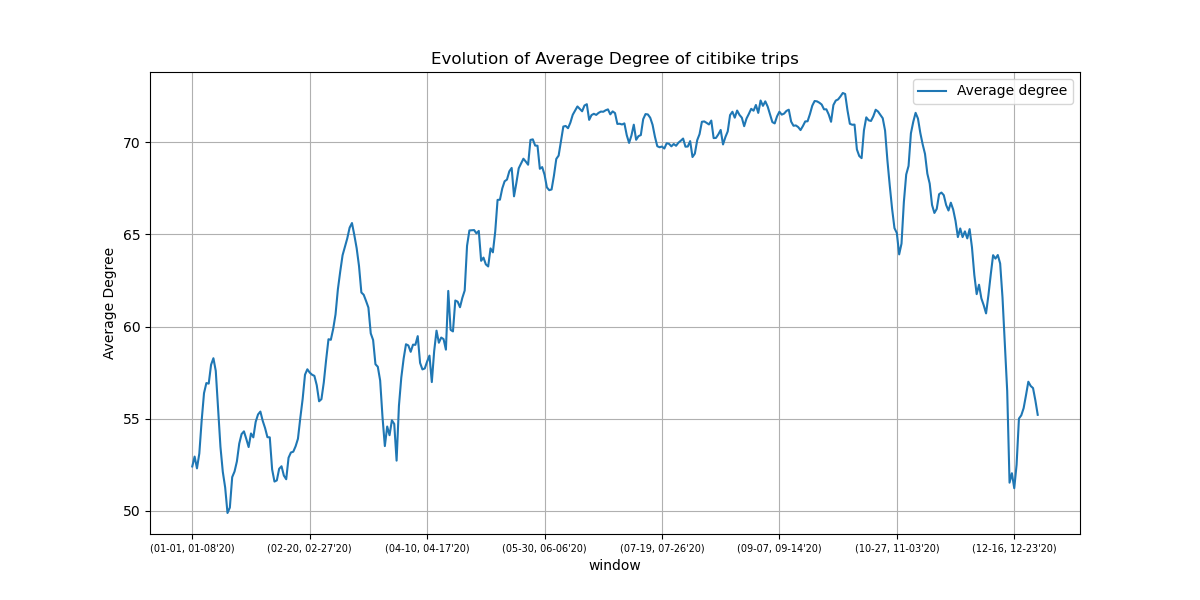 Evolution of Average Degree of citibike trips
Average degree
70
65
60
55
50
Average Degree
(01-01, 01-08'20) (02-20, 02-27'20) (04-10, 04-17'20) (05-30, 06-06'20) (07-19, 07-26'20) (09-07, 09-14'20) (10-27, 11-03'20) (12-16, 12-23'20)
window